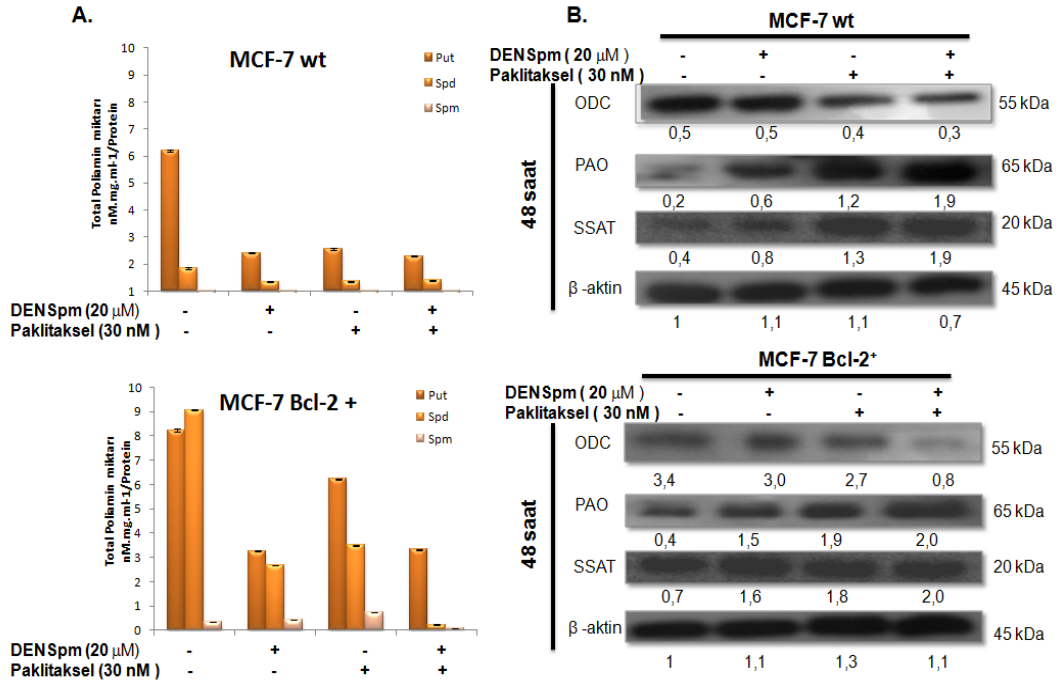 A.
MCF-7 wt
Put
Spd
Spm
Total Poliamin miktarı
nM.mg.ml-1/Protein
10
9
8
7
6
5
4
3
2
1
DENSpm (20 μM) - + - +
Paklitaksel (30 nM ) - - + +
MCF-7 Bcl-2 +
Put
Spd
Spm
Total Poliamin miktarı
nM.mg.ml-1/Protein
10
9
8
7
6
5
4
3
2
1
0
DENSpm (20 μM) - + - +
Paklitaksel (30 nM ) - - + +
B.
MCF-7 wt
DENSpm ( 20 μM ) - + - +
Paklitaksel ( 30 nM ) - - + +
48 saat
ODC 55 kDa
0,5 0,5 0,4 0,3
PAO 65 kDa
0,2 0,6 1,2 1,9
SSAT 20 kDa
0,4 0,8 1,3 1,9
β -aktin 45 kDa
1 1,1 1,1 0,7
MCF-7 Bcl-2⁺
DENSpm ( 20 μM ) - + - +
Paklitaksel ( 30 nM ) - - + +
48 saat
ODC 55 kDa
3,4 3,0 2,7 0,8
PAO 65 kDa
0,4 1,5 1,9 2,0
SSAT 20 kDa
0,7 1,6 1,8 2,0
β -aktin 45 kDa
1 1,1 1,3 1,1